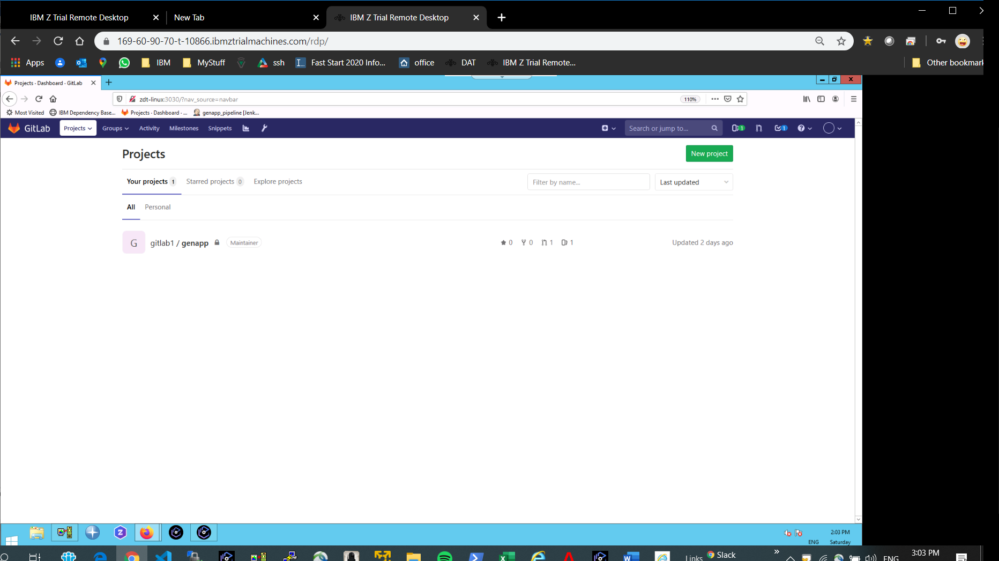 IBM Z Trial Remote Desktop
New Tab
IBM Z Trial Remote Desktop
169-60-90-70-t-10866.ibmztrialmachines.com/rdp/
Apps
IBM
MyStuff
ssh
Fast Start 2020 Info...
office
DAT
IBM Z Trial Remote...
Other bookmark
Projects · Dashboard · GitLab
zdt-linux:3030/?nav_source=navbar
110%
Most Visited
IBM Dependency Base...
Projects · Dashboard · ...
genapp_pipeline [Jenk...
GitLab
Projects
Groups
Activity
Milestones
Snippets
Search or jump to...
1
1
Projects
New project
Your projects 1
Starred projects 0
Explore projects
Filter by name...
Last updated
All
Personal
G
gitlab1 / genapp
Maintainer
0
0
1
1
Updated 2 days ago
2:03 PM
ENG
Saturday
Links
Slack
»
ENG
3:03 PM